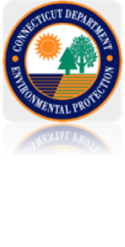 CONNECTICUT DEPARTMENT
ENVIRONMENTAL PROTECTION